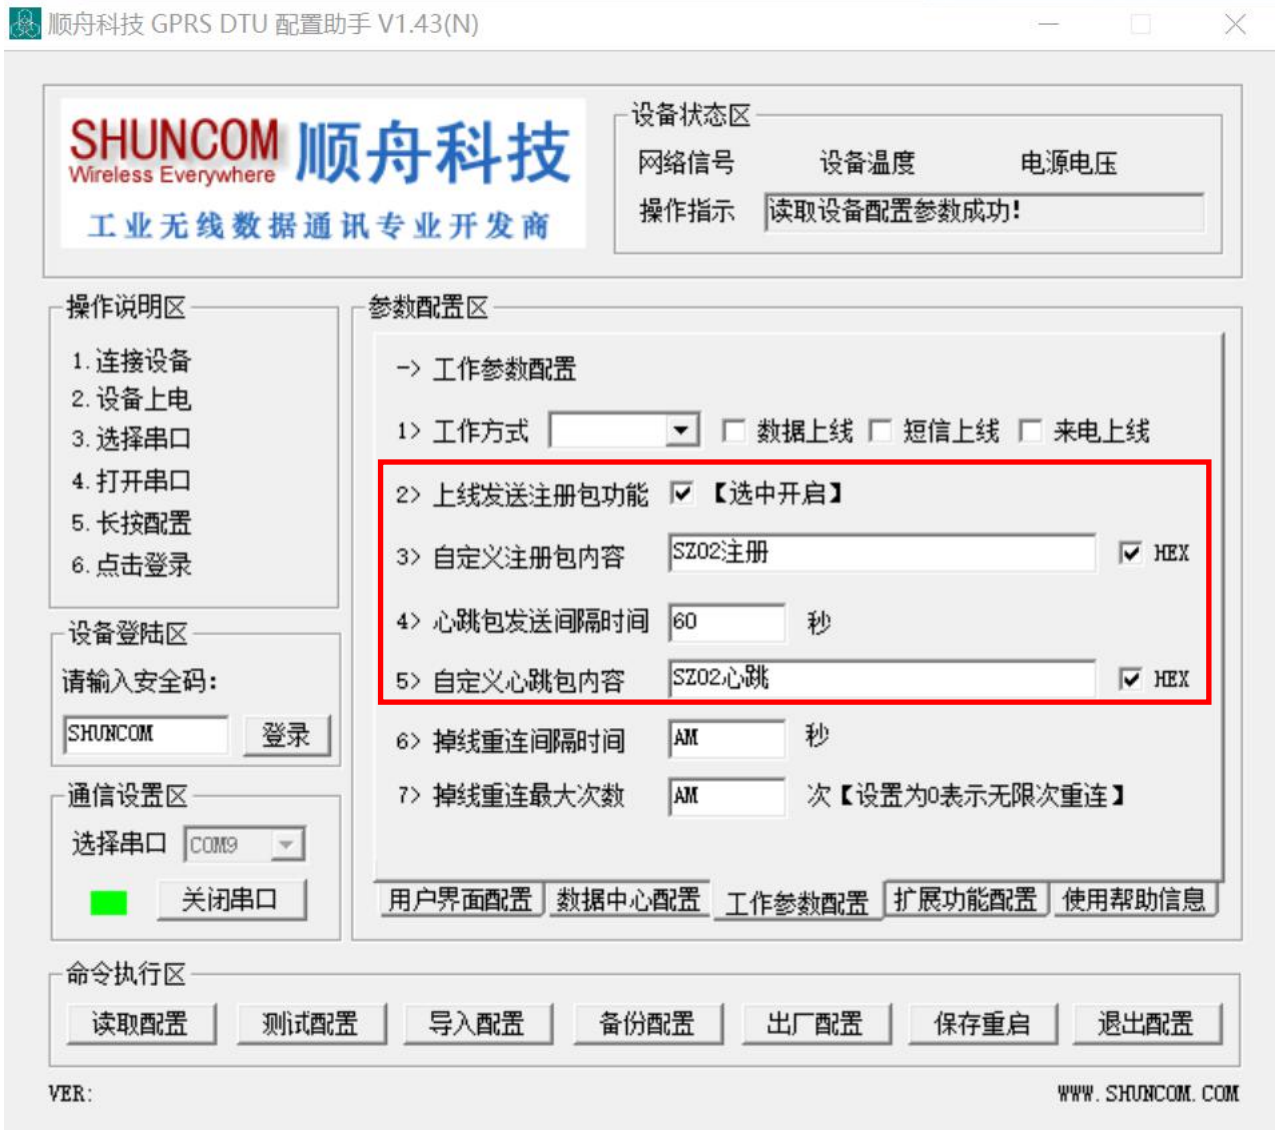 顺舟科技 GPRS DTU 配置助手 V1.43(N)
SHUNCOM 顺舟科技
Wireless Everywhere
工业无线数据通讯专业开发商
设备状态区
网络信号 设备温度 电源电压
操作指示 读取设备配置参数成功!
操作说明区
1.连接设备
2.设备上电
3.选择串口
4.打开串口
5.长按配置
6.点击登录
设备登陆区
请输入安全码:
SHUNCOM 登录
通信设置区
选择串口 COM9
关闭串口
参数配置区
-> 工作参数配置
1> 工作方式 数据上线 短信上线 来电上线
2> 上线发送注册包功能 【选中开启】
3> 自定义注册包内容 SZ02注册 HEX
4> 心跳包发送间隔时间 60 秒
5> 自定义心跳包内容 SZ02心跳 HEX
6> 掉线重连间隔时间 AM 秒
7> 掉线重连最大次数 AM 次【设置为0表示无限次重连】
用户界面配置 数据中心配置 工作参数配置 扩展功能配置 使用帮助信息
命令执行区
读取配置 测试配置 导入配置 备份配置 出厂配置 保存重启 退出配置
VER: WWW.SHUNCOM.COM